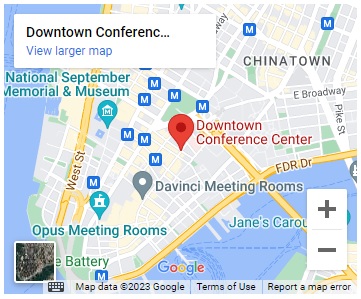 Downtown Conferenc...
View larger map
CHINATOWN
National September
Memorial & Museum
E Broadway
Pike St
Downtown
Conference Center
West St
FDR Dr
Davinci Meeting Rooms
Opus Meeting Rooms
Jane's Carou
e Battery
M
M
M
M
M
M
M
M
M
M
M
Google
Map data ©2023 Google
Terms of Use
Report a map error